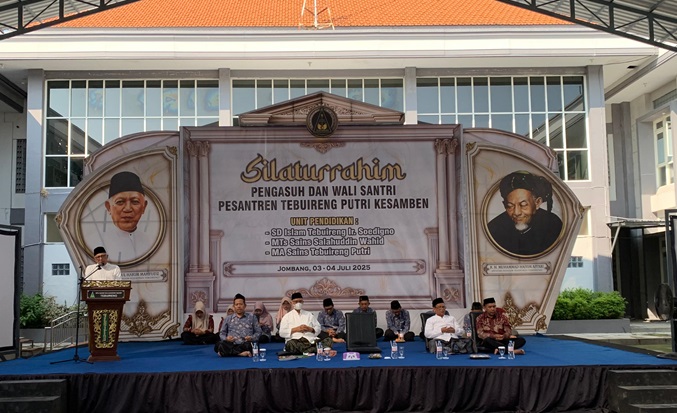 Silaturrahim
PENGASUH DAN WALI SANTRI
PESANTREN TEBUIRENG PUTRI KESAMBEN
UNIT PENDIDIKAN :
- SD Islam Tebuireng Ir. Soedigno
- MTs Sains Salahuddin Wahid
- MA Sains Tebuireng Putri
JOMBANG, 03 - 04 JULI 2025